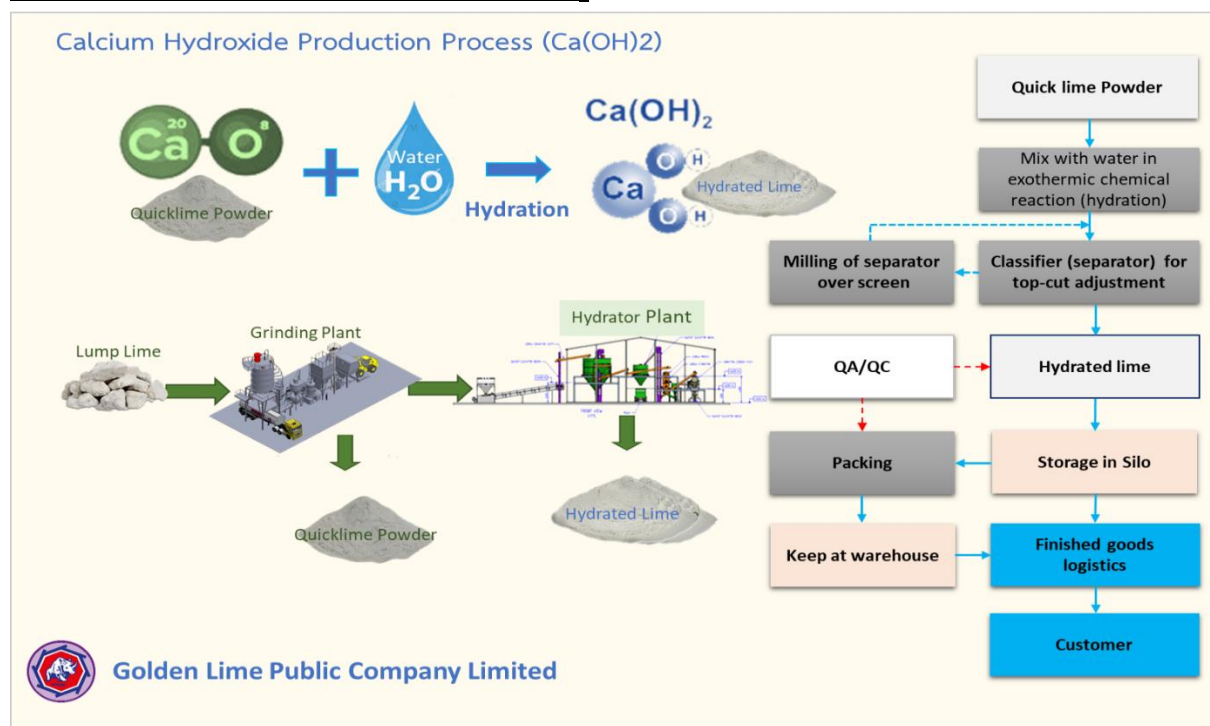 Calcium Hydroxide Production Process (Ca(OH)2)
20
Ca
8
O
Quicklime Powder
Water
H₂O
Hydration
Ca(OH)₂
Ca
O
H
O
H
Hydrated Lime
Lump Lime
Grinding Plant
Hydrator Plant
Quicklime Powder
Hydrated Lime
Quick lime Powder
Mix with water in
exothermic chemical
reaction (hydration)
Milling of separator
over screen
Classifier (separator) for
top-cut adjustment
QA/QC
Hydrated lime
Packing
Storage in Silo
Keep at warehouse
Finished goods
logistics
Customer
Golden Lime Public Company Limited